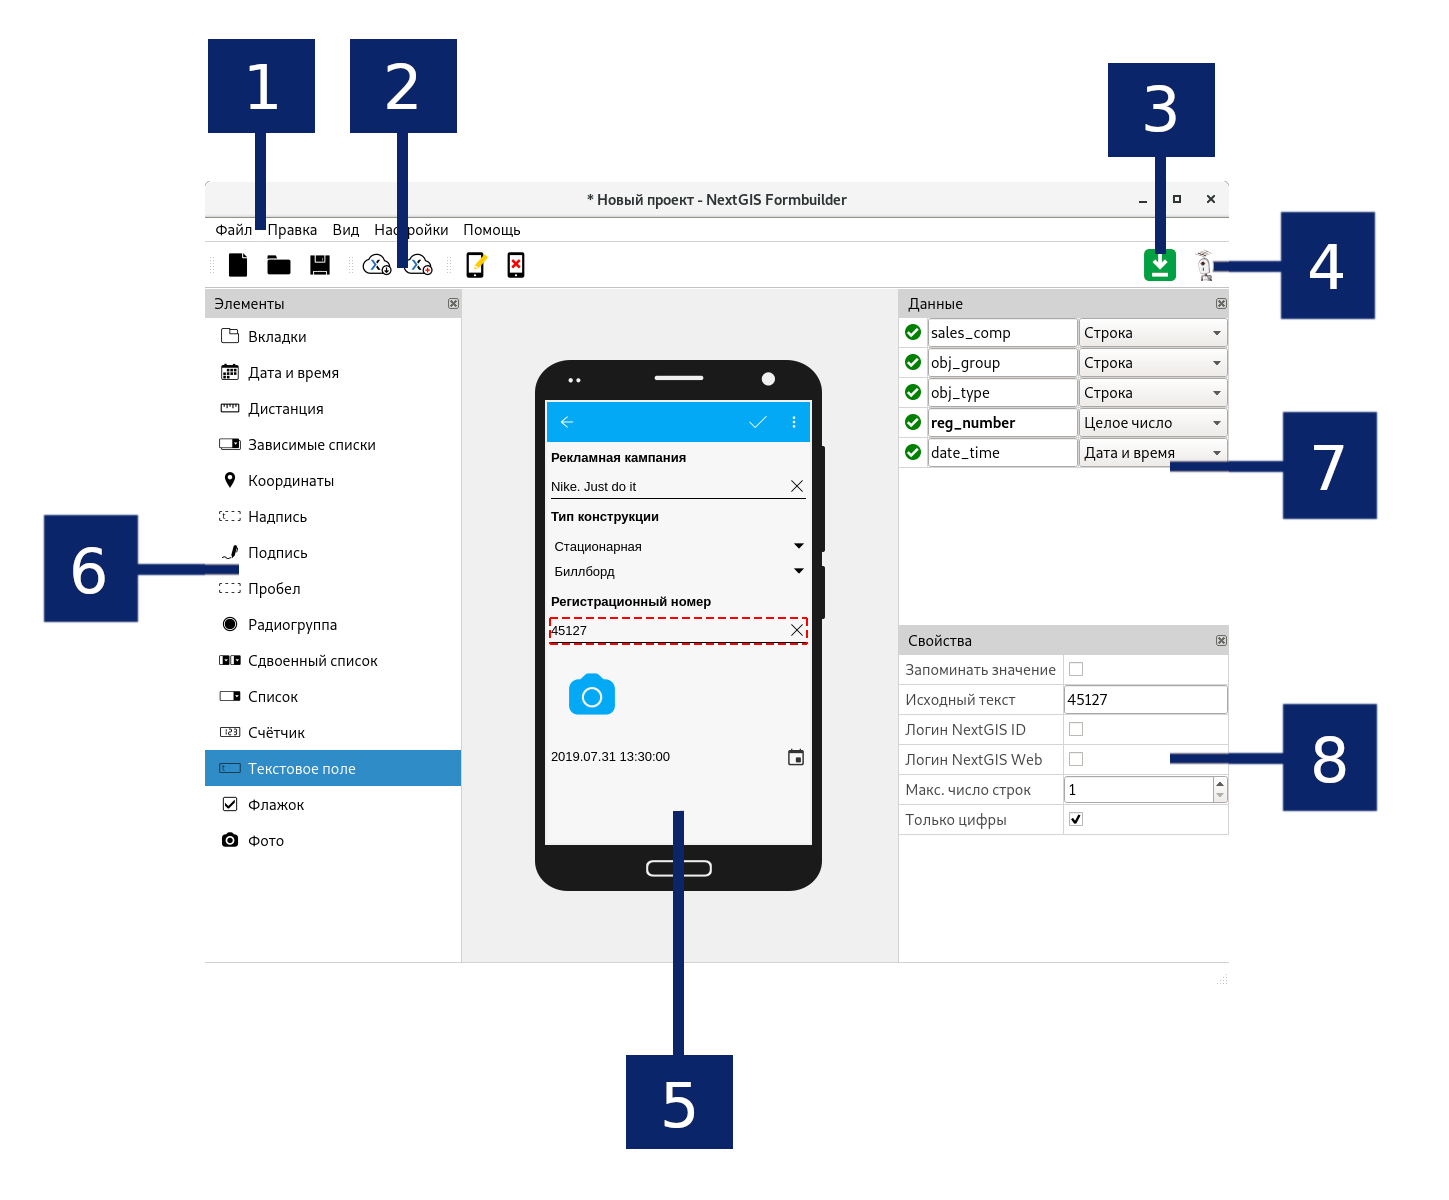 1
2
3
* Новый проект - NextGIS Formbuilder
Файл Правка Вид Настройки Помощь
4
Элементы
Вкладки
Дата и время
Дистанция
Зависимые списки
Координаты
Надпись
Подпись
Пробел
Радиогруппа
Сдвоенный список
Список
Счётчик
Текстовое поле
Флажок
Фото
6
Рекламная кампания
Nike. Just do it
Тип конструкции
Стационарная
Биллборд
Регистрационный номер
45127
2019.07.31 13:30:00
5
Данные
sales_comp Строка
obj_group Строка
obj_type Строка
reg_number Целое число
date_time Дата и время
7
Свойства
Запоминать значение
Исходный текст 45127
Логин NextGIS ID
Логин NextGIS Web
Макс. число строк 1
Только цифры
8